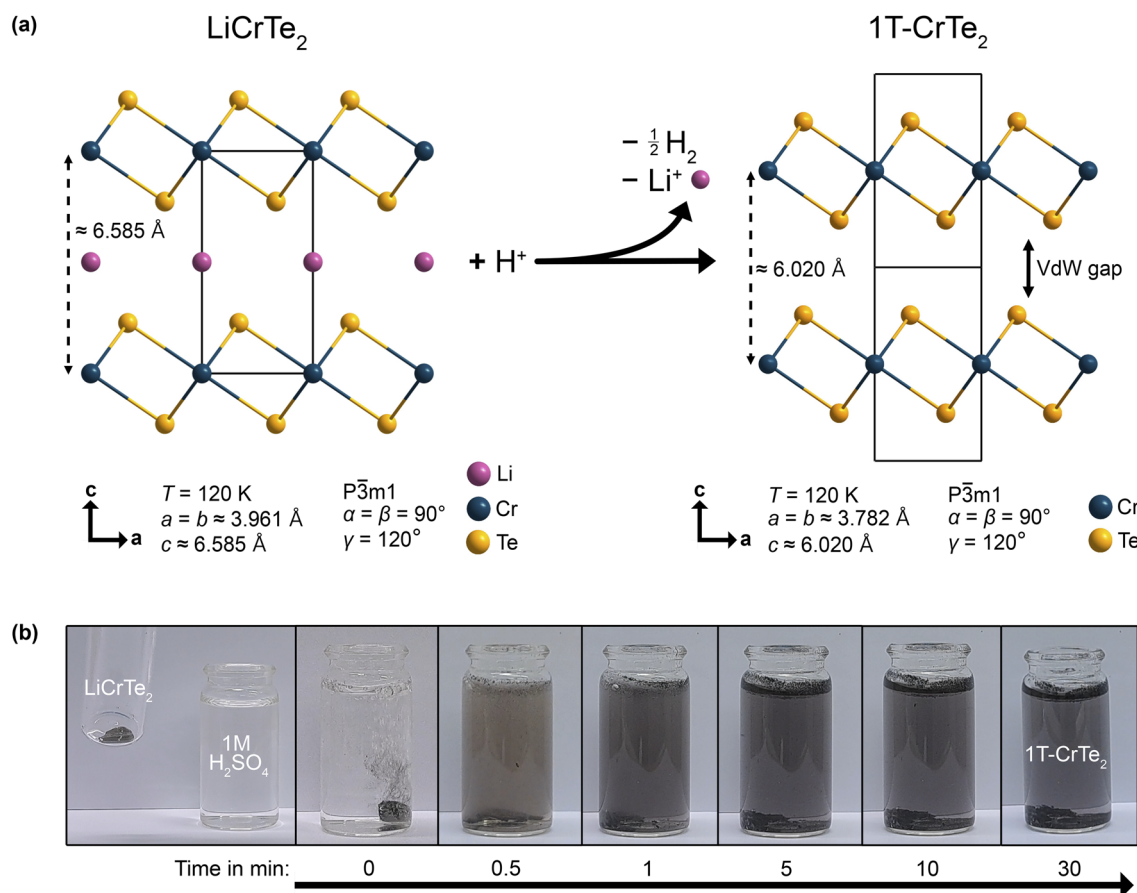 (a)
LiCrTe₂
1T-CrTe₂
− ½ H₂
− Li⁺
≈ 6.585 Å
+ H⁺
≈ 6.020 Å
VdW gap
c
a
T = 120 K
a = b ≈ 3.961 Å
c ≈ 6.585 Å
P3̅m1
α = β = 90°
γ = 120°
Li
Cr
Te
c
a
T = 120 K
a = b ≈ 3.782 Å
c ≈ 6.020 Å
P3̅m1
α = β = 90°
γ = 120°
Cr
Te
(b)
LiCrTe₂
1M
H₂SO₄
1T-CrTe₂
Time in min: 0 0.5 1 5 10 30